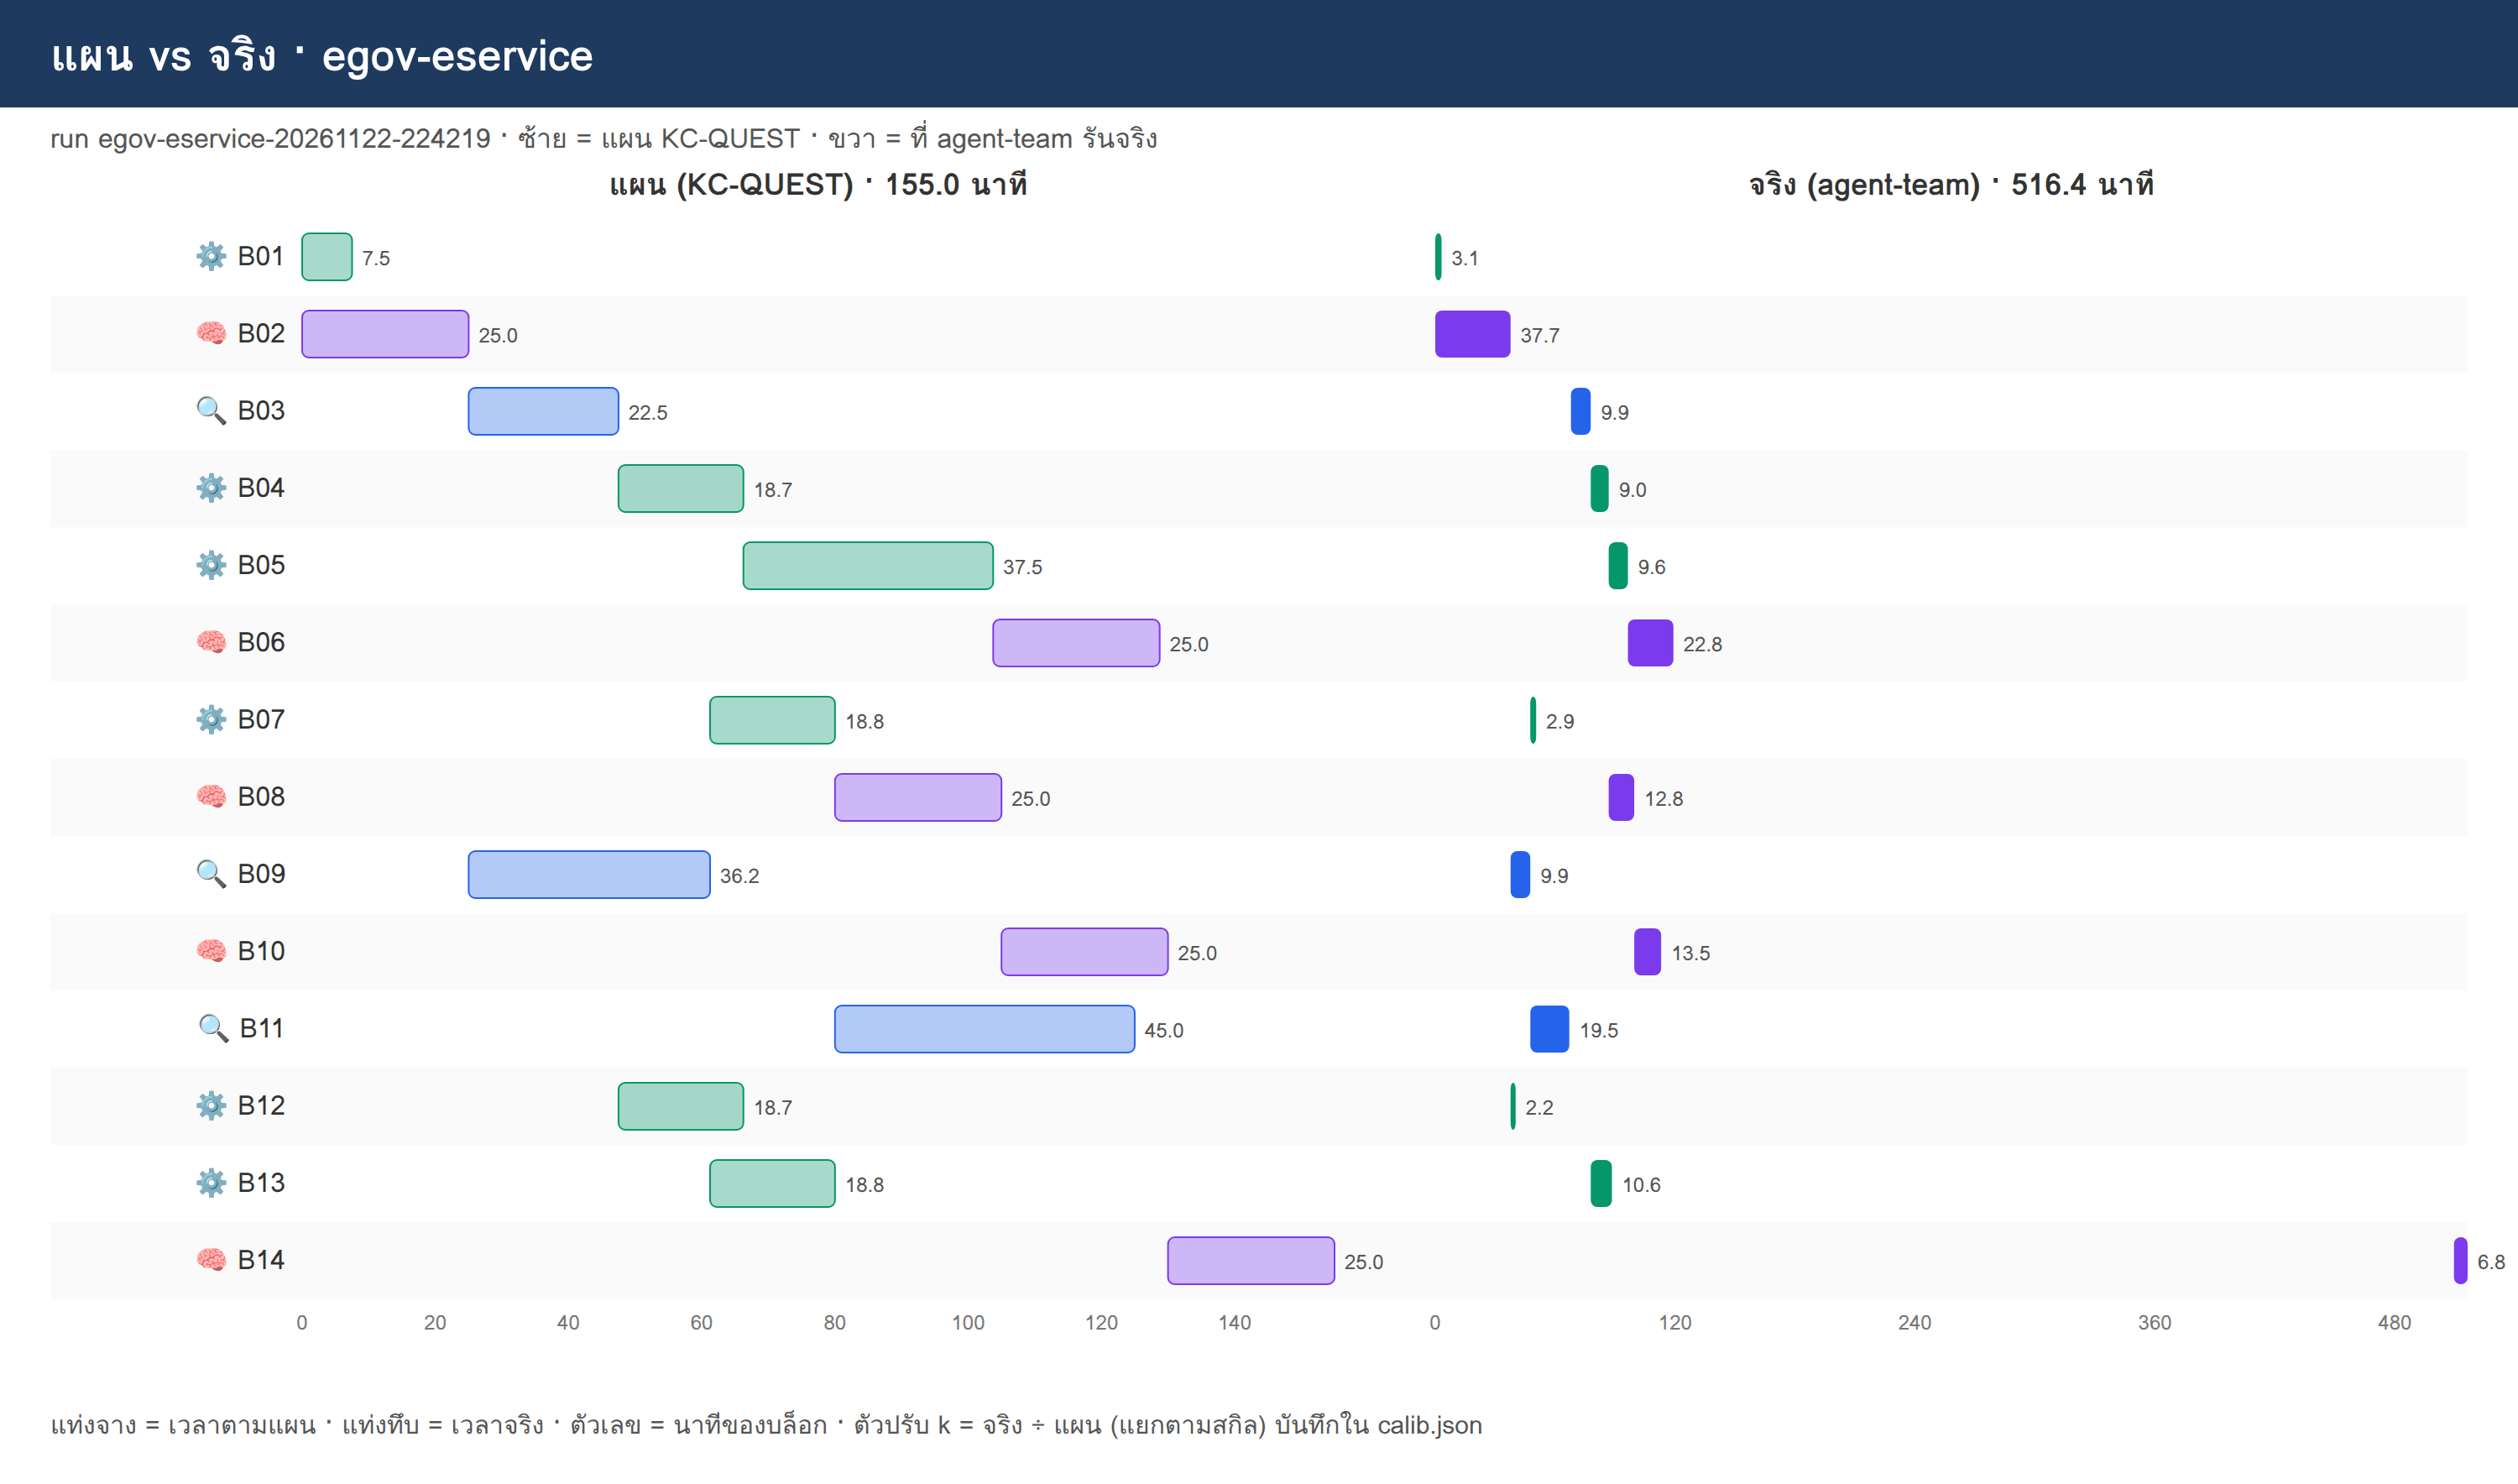 แผน vs จริง · egov-eservice
run egov-eservice-20261122-224219 · ซ้าย = แผน KC-QUEST · ขวา = ที่ agent-team รันจริง
แผน (KC-QUEST) · 155.0 นาที
จริง (agent-team) · 516.4 นาที
B01 7.5 3.1
B02 25.0 37.7
B03 22.5 9.9
B04 18.7 9.0
B05 37.5 9.6
B06 25.0 22.8
B07 18.8 2.9
B08 25.0 12.8
B09 36.2 9.9
B10 25.0 13.5
B11 45.0 19.5
B12 18.7 2.2
B13 18.8 10.6
B14 25.0 6.8
0 20 40 60 80 100 120 140 0 120 240 360 480
แท่งจาง = เวลาตามแผน · แท่งทึบ = เวลาจริง · ตัวเลข = นาทีของบล็อก · ตัวปรับ k = จริง ÷ แผน (แยกตามสกิล) บันทึกใน calib.json